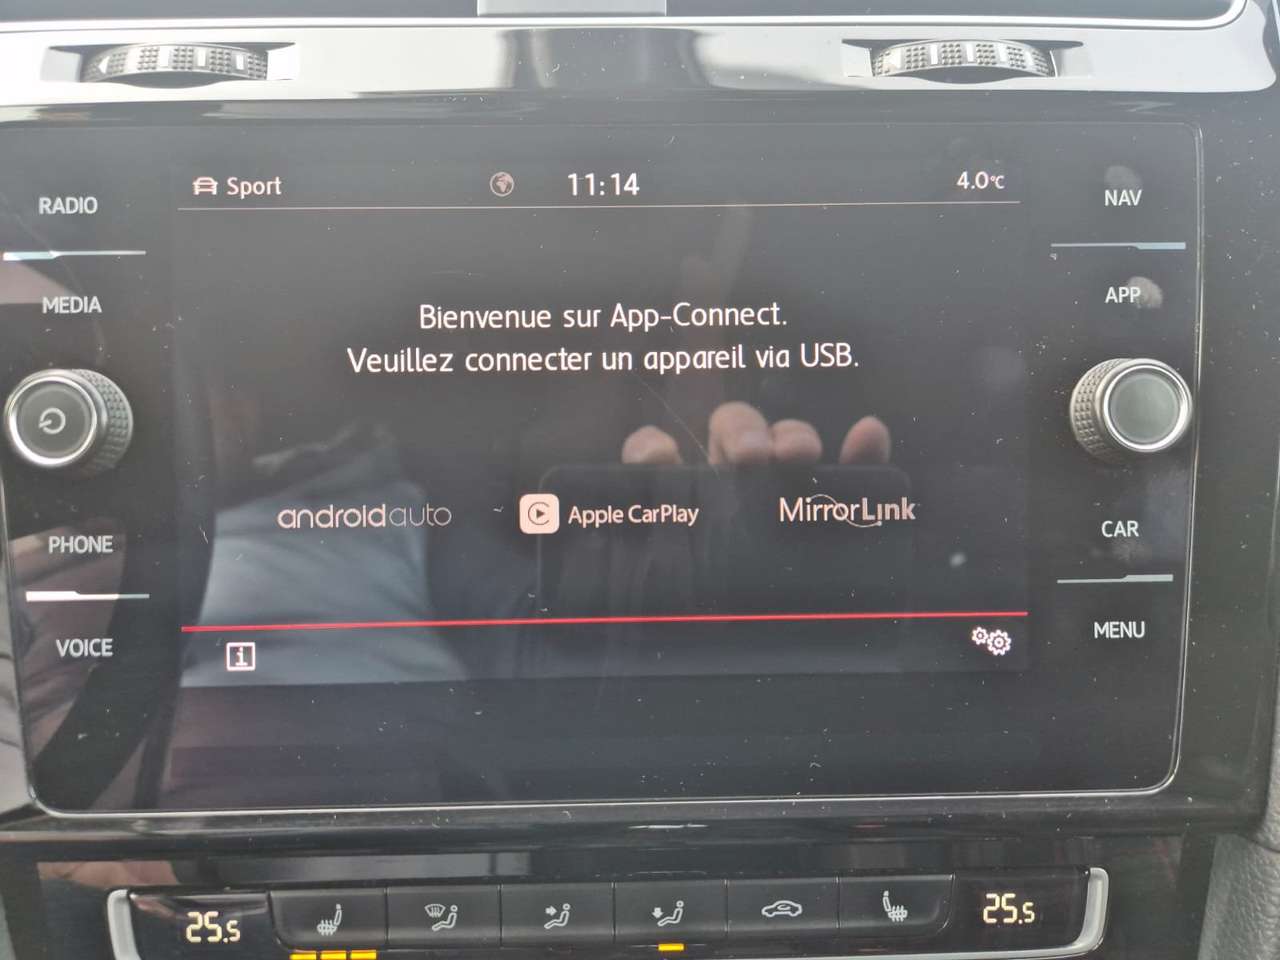 Sport 11:14 4.0°C
RADIO
NAV
MEDIA
APP
Bienvenue sur App-Connect.
Veuillez connecter un appareil via USB.
androidauto Apple CarPlay MirrorLink
PHONE
CAR
VOICE
MENU
i
25.5 25.5